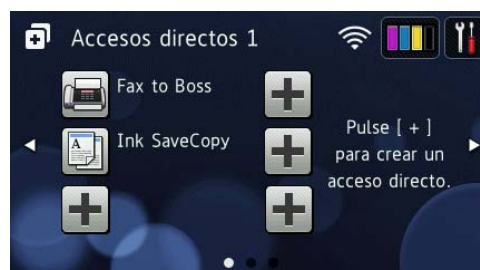 Accesos directos 1
Fax to Boss
Ink SaveCopy
Pulse [ + ]
para crear un
acceso directo.